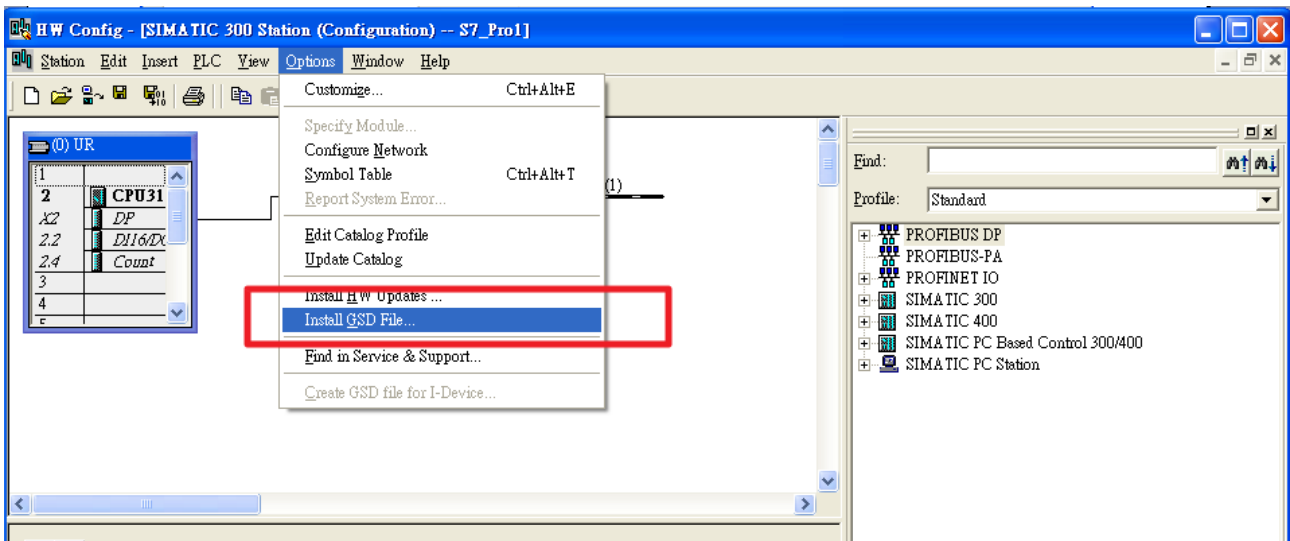 HW Config - [SIMATIC 300 Station (Configuration) -- S7_Pro1]
Station Edit Insert PLC View Options Window Help
Customize... Ctrl+Alt+E
Specify Module...
Configure Network
Symbol Table Ctrl+Alt+T
Report System Error...
Edit Catalog Profile
Update Catalog
Install HW Updates ...
Install GSD File...
Find in Service & Support...
Create GSD file for I-Device...
(0) UR
1
2 CPU31
X2 DP
2.2 DI16/DO
2.4 Count
3
4
(1)
Find:
Profile: Standard
PROFIBUS DP
PROFIBUS-PA
PROFINET IO
SIMATIC 300
SIMATIC 400
SIMATIC PC Based Control 300/400
SIMATIC PC Station